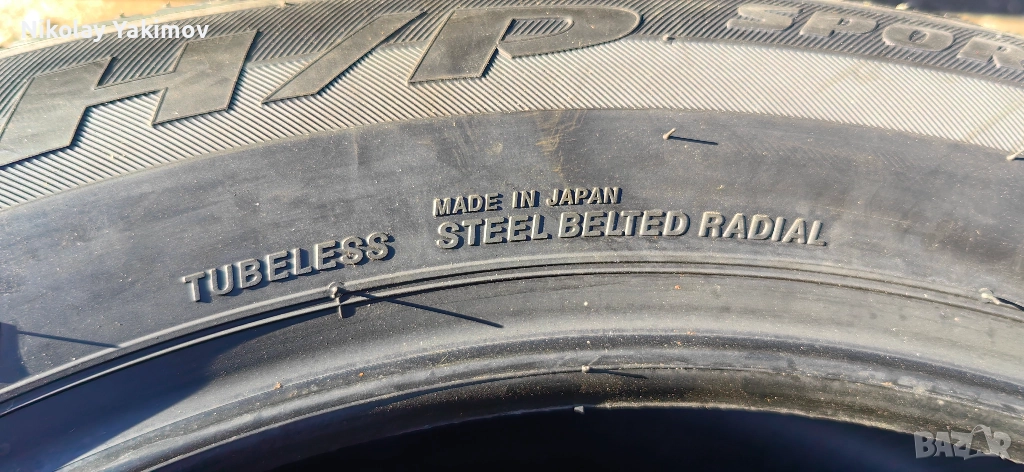 Nikolay Yakimov
H/P SPOR
MADE IN JAPAN
TUBELESS STEEL BELTED RADIAL
BAZAR